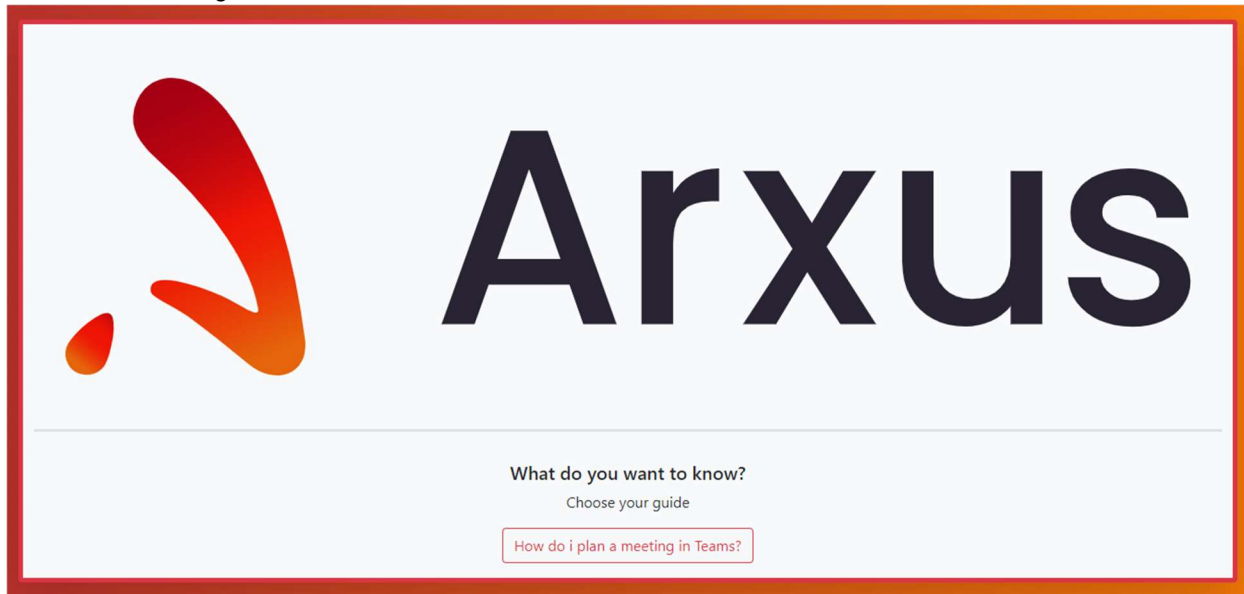 Arxus
What do you want to know?
Choose your guide
How do i plan a meeting in Teams?